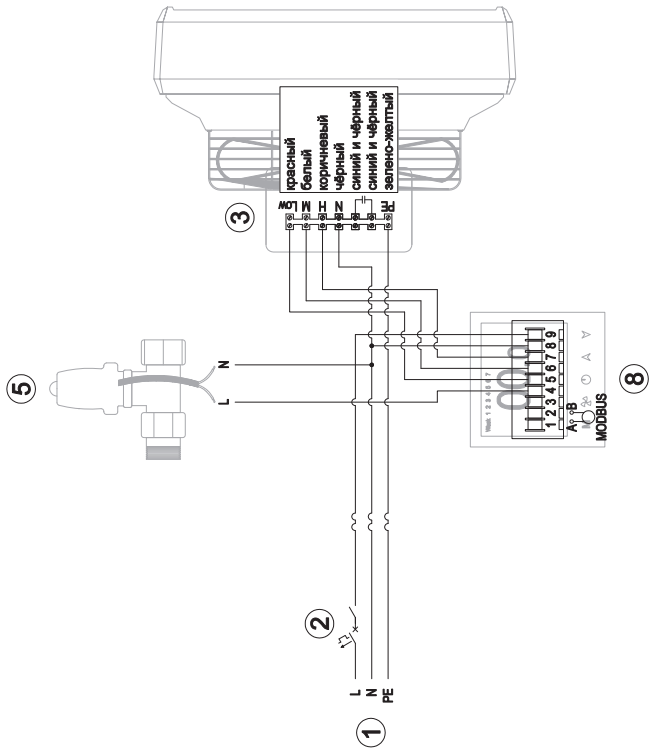 красный
белый
коричневый
чёрный
синий и чёрный
синий и чёрный
зелено-желтый
LOW
M
H
N
PE
3
5
N
L
1 2 3 4 5 6 7 8 9
A B
MODBUS
8
2
L
N
PE
1